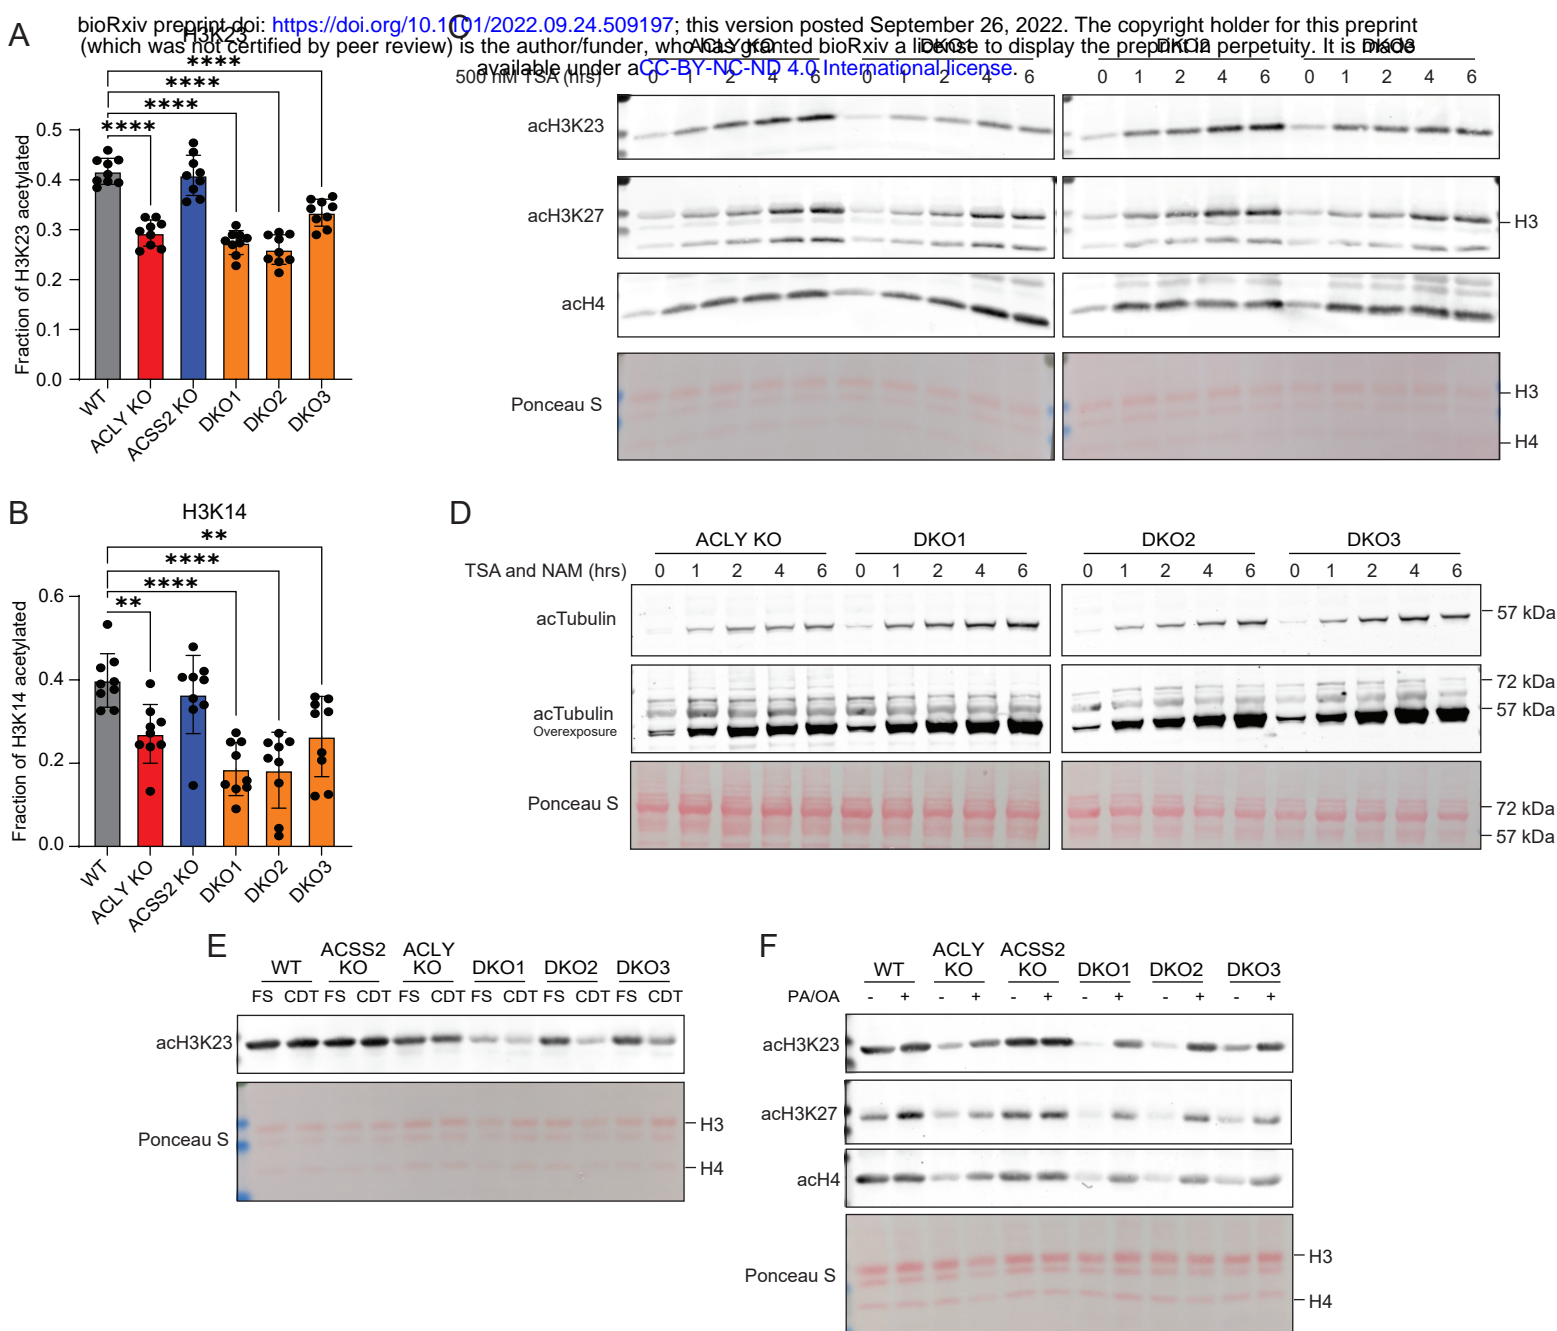 bioRxiv preprint doi: https://doi.org/10.1101/2022.09.24.509197; this version posted September 26, 2022. The copyright holder for this preprint
(which was not certified by peer review) is the author/funder, who has granted bioRxiv a license to display the preprint in perpetuity. It is made
available under aCC-BY-NC-ND 4.0 International license.
A
H3K23
****
****
****
****
Fraction of H3K23 acetylated
0.5
0.4
0.3
0.2
0.1
0.0
WT
ACLY KO
ACSS2 KO
DKO1
DKO2
DKO3
C
ACLY KO DKO1 DKO2 DKO3
500 nM TSA (hrs) 0 1 2 4 6 0 1 2 4 6 0 1 2 4 6 0 1 2 4 6
acH3K23
acH3K27
H3
acH4
Ponceau S
H3
H4
B
H3K14
**
****
****
**
Fraction of H3K14 acetylated
0.6
0.4
0.2
0.0
WT
ACLY KO
ACSS2 KO
DKO1
DKO2
DKO3
D
ACLY KO DKO1 DKO2 DKO3
TSA and NAM (hrs) 0 1 2 4 6 0 1 2 4 6 0 1 2 4 6 0 1 2 4 6
acTubulin
57 kDa
acTubulin
Overexposure
72 kDa
57 kDa
Ponceau S
72 kDa
57 kDa
E
WT ACSS2 KO ACLY KO DKO1 DKO2 DKO3
FS CDT FS CDT FS CDT FS CDT FS CDT FS CDT
acH3K23
Ponceau S
H3
H4
F
WT ACLY KO ACSS2 KO DKO1 DKO2 DKO3
PA/OA - + - + - + - + - + - +
acH3K23
acH3K27
acH4
Ponceau S
H3
H4